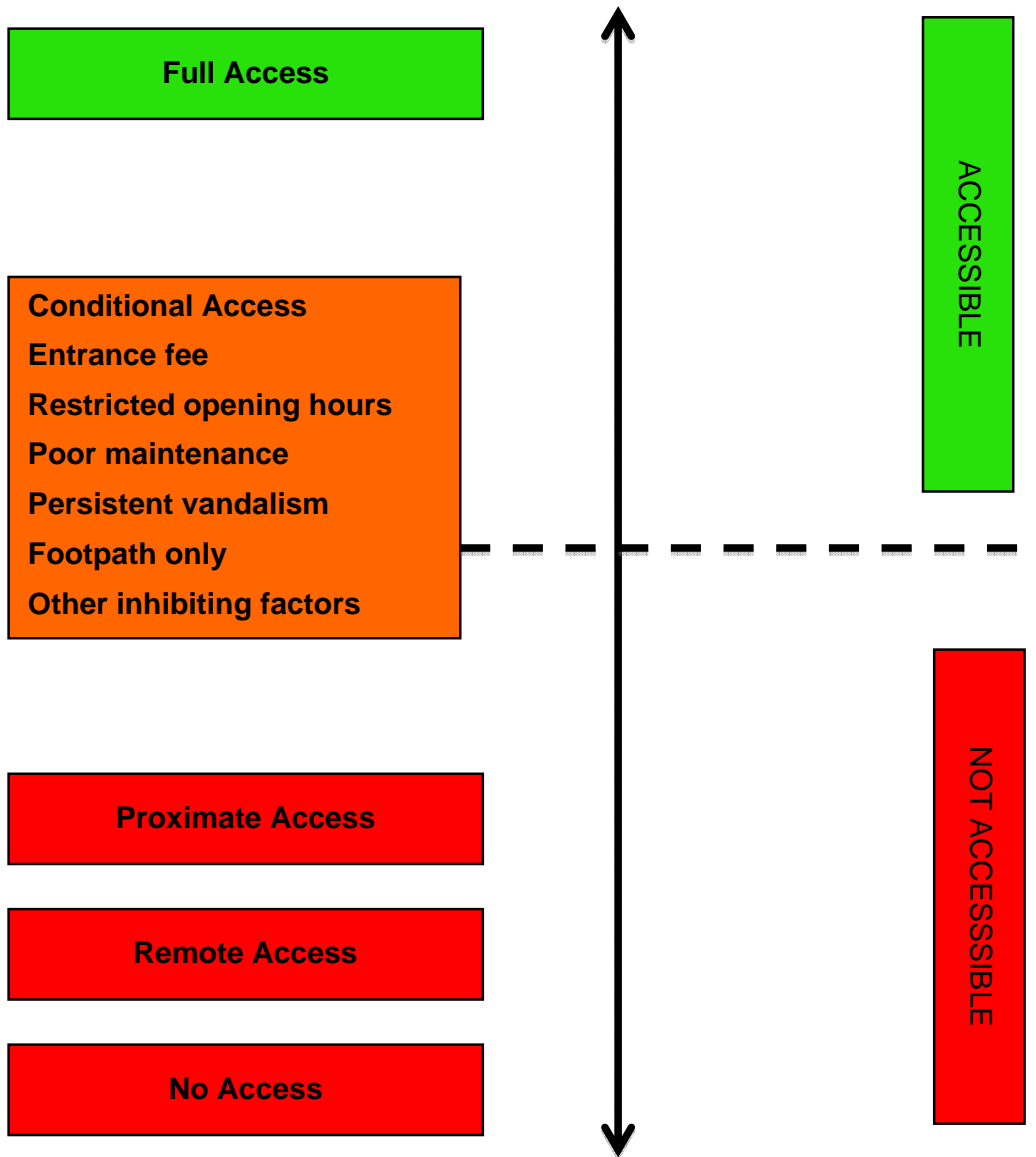 Full Access
ACCESSIBLE
Conditional Access
Entrance fee
Restricted opening hours
Poor maintenance
Persistent vandalism
Footpath only
Other inhibiting factors
Proximate Access
NOT ACCESSSIBLE
Remote Access
No Access